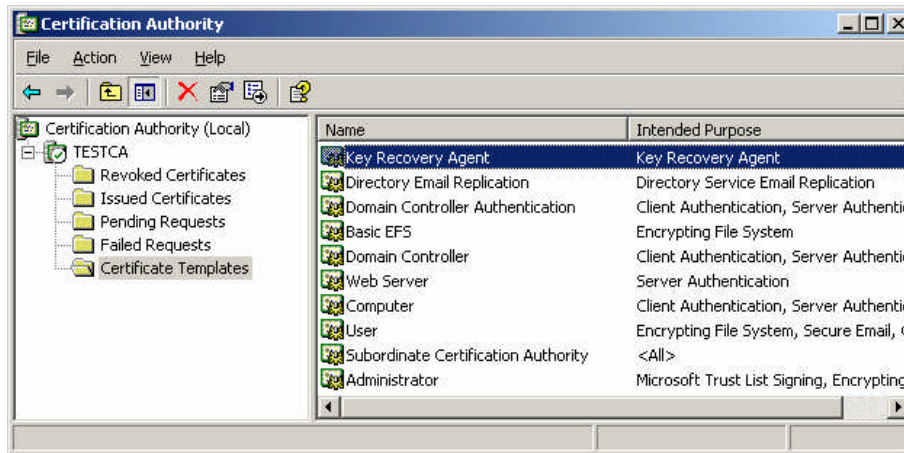 Certification Authority
File Action View Help
Certification Authority (Local)
TESTCA
Revoked Certificates
Issued Certificates
Pending Requests
Failed Requests
Certificate Templates
Name Intended Purpose
Key Recovery Agent Key Recovery Agent
Directory Email Replication Directory Service Email Replication
Domain Controller Authentication Client Authentication, Server Authenti
Basic EFS Encrypting File System
Domain Controller Client Authentication, Server Authenti
Web Server Server Authentication
Computer Client Authentication, Server Authenti
User Encrypting File System, Secure Email,
Subordinate Certification Authority <All>
Administrator Microsoft Trust List Signing, Encrypting